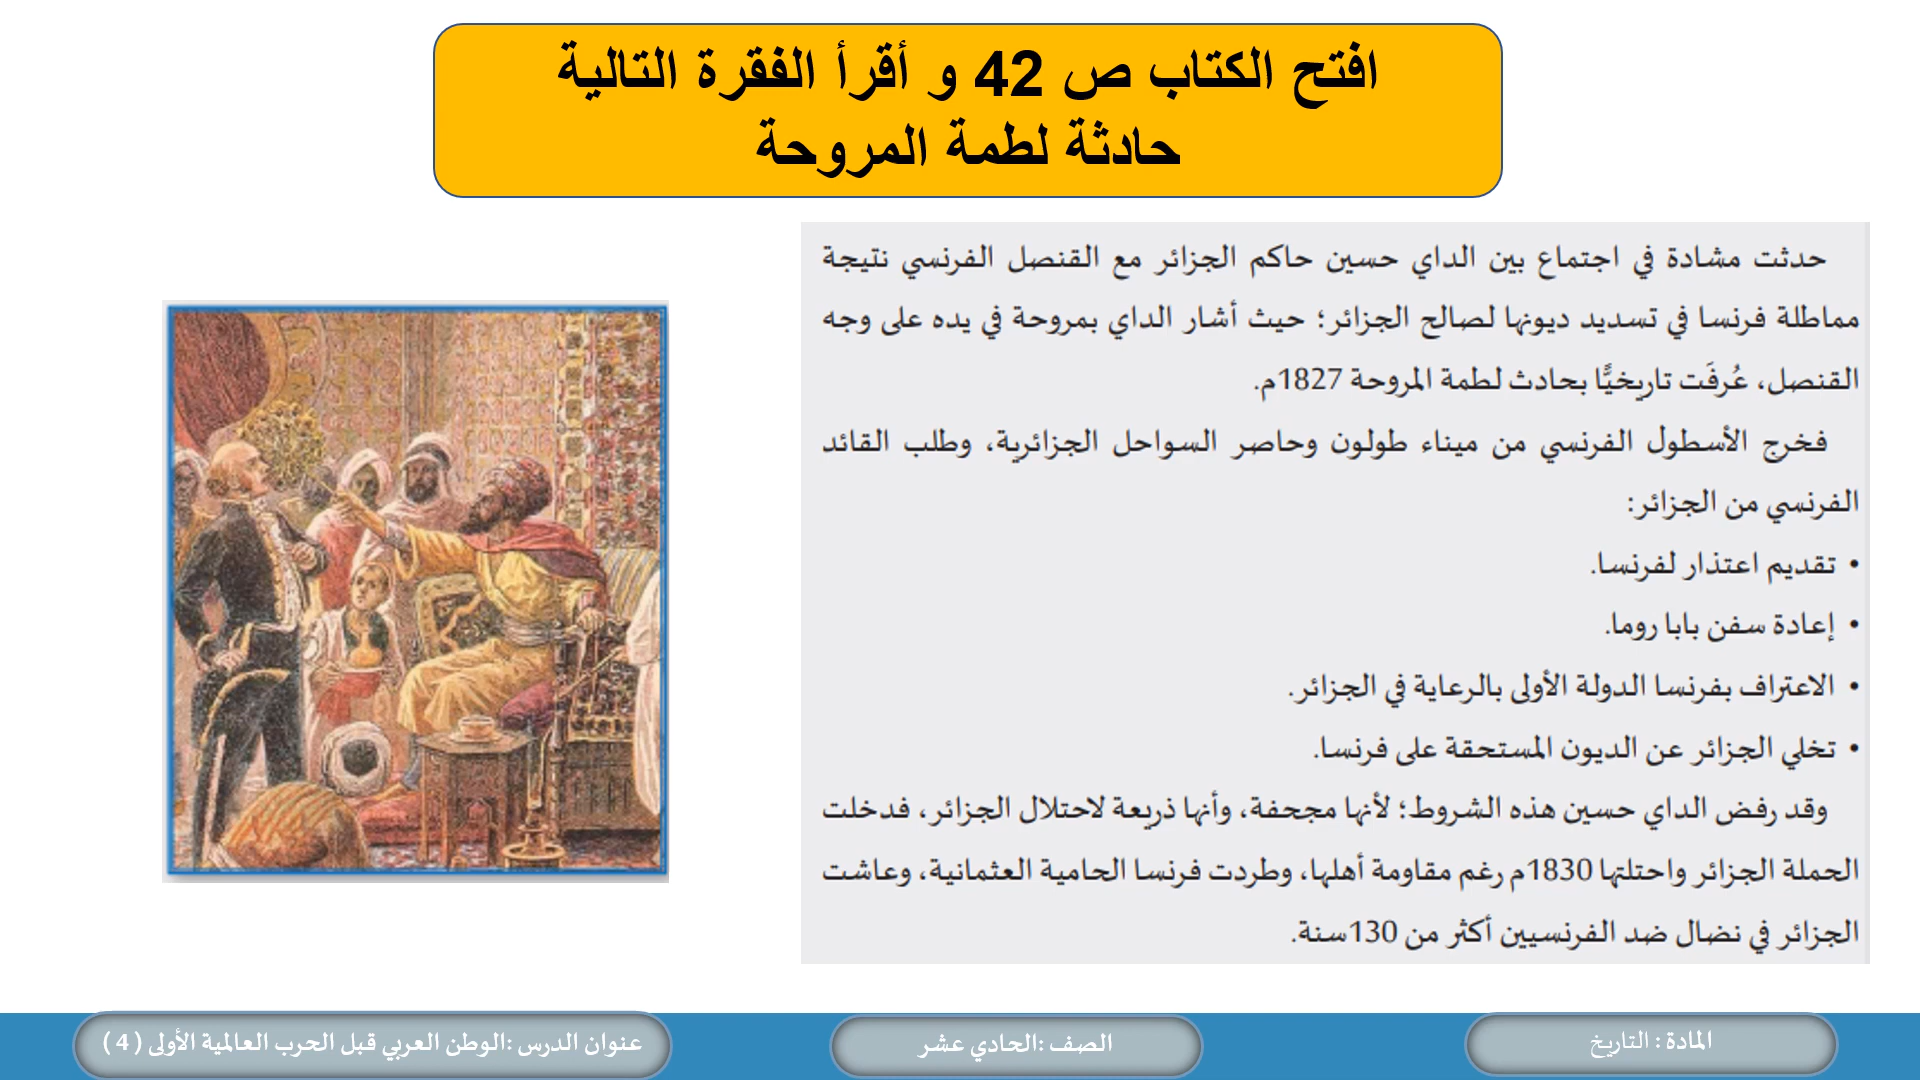 افتح الكتاب ص 42 و أقرأ الفقرة التالية
حادثة لطمة المروحة
حدثت مشادة في اجتماع بين الداي حسين حاكم الجزائر مع القنصل الفرنسي نتيجة
مماطلة فرنسا في تسديد ديونها لصالح الجزائر؛ حيث أشار الداي بمروحة في يده على وجه
القنصل، عُرفَت تاريخيًّا بحادث لطمة المروحة 1827م.
فخرج الأسطول الفرنسي من ميناء طولون وحاصر السواحل الجزائرية، وطلب القائد
الفرنسي من الجزائر:
• تقديم اعتذار لفرنسا.
• إعادة سفن بابا روما.
• الاعتراف بفرنسا الدولة الأولى بالرعاية في الجزائر.
• تخلي الجزائر عن الديون المستحقة على فرنسا.
وقد رفض الداي حسين هذه الشروط؛ لأنها مجحفة، وأنها ذريعة لاحتلال الجزائر، فدخلت
الحملة الجزائر واحتلتها 1830م رغم مقاومة أهلها، وطردت فرنسا الحامية العثمانية، وعاشت
الجزائر في نضال ضد الفرنسيين أكثر من 130سنة.
المادة : التاريخ
الصف :الحادي عشر
عنوان الدرس :الوطن العربي قبل الحرب العالمية الأولى ( 4 )